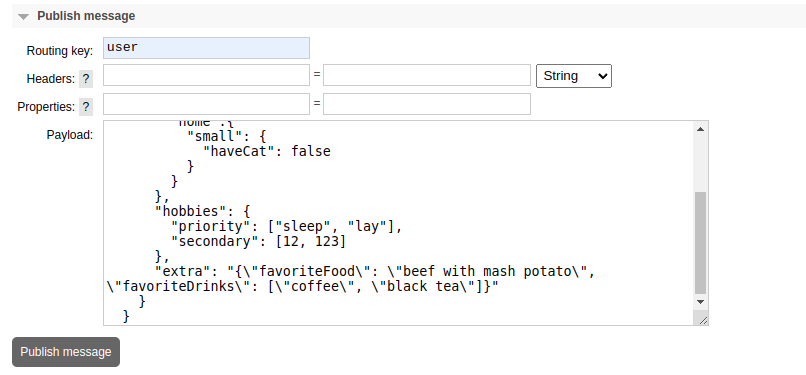 Publish message
Routing key: user
Headers: ? = String
Properties: ? =
Payload:
"home":{
"small": {
"haveCat": false
}
}
},
"hobbies": {
"priority": ["sleep", "lay"],
"secondary": [12, 123]
},
"extra": "{\"favoriteFood\": \"beef with mash potato\",
\"favoriteDrinks\": [\"coffee\", \"black tea\"]}"
}
}
Publish message